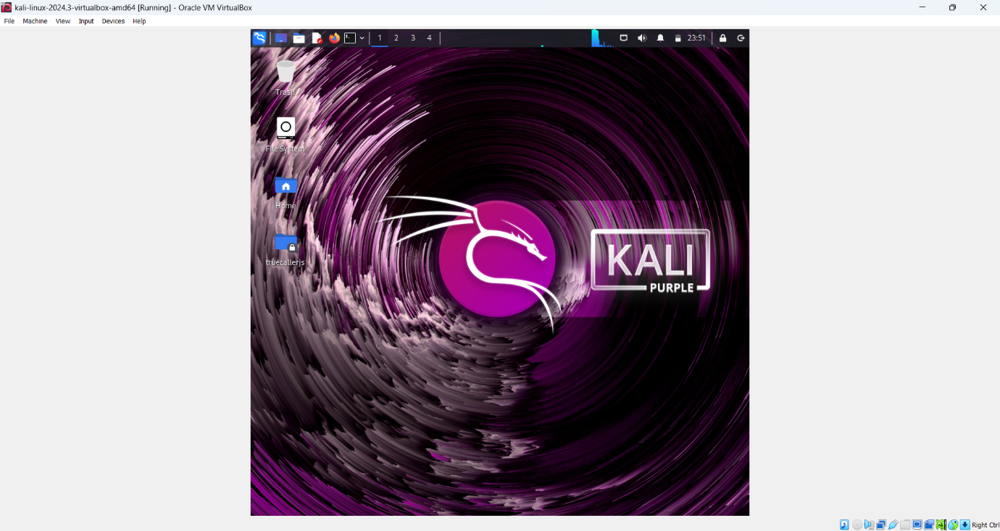 kali-linux-2024.3-virtualbox-amd64 [Running] - Oracle VM VirtualBox
File Machine View Input Devices Help
1 2 3 4 23:51
Trash
File System
Home
truecallerjs
KALI
PURPLE
Right Ctrl